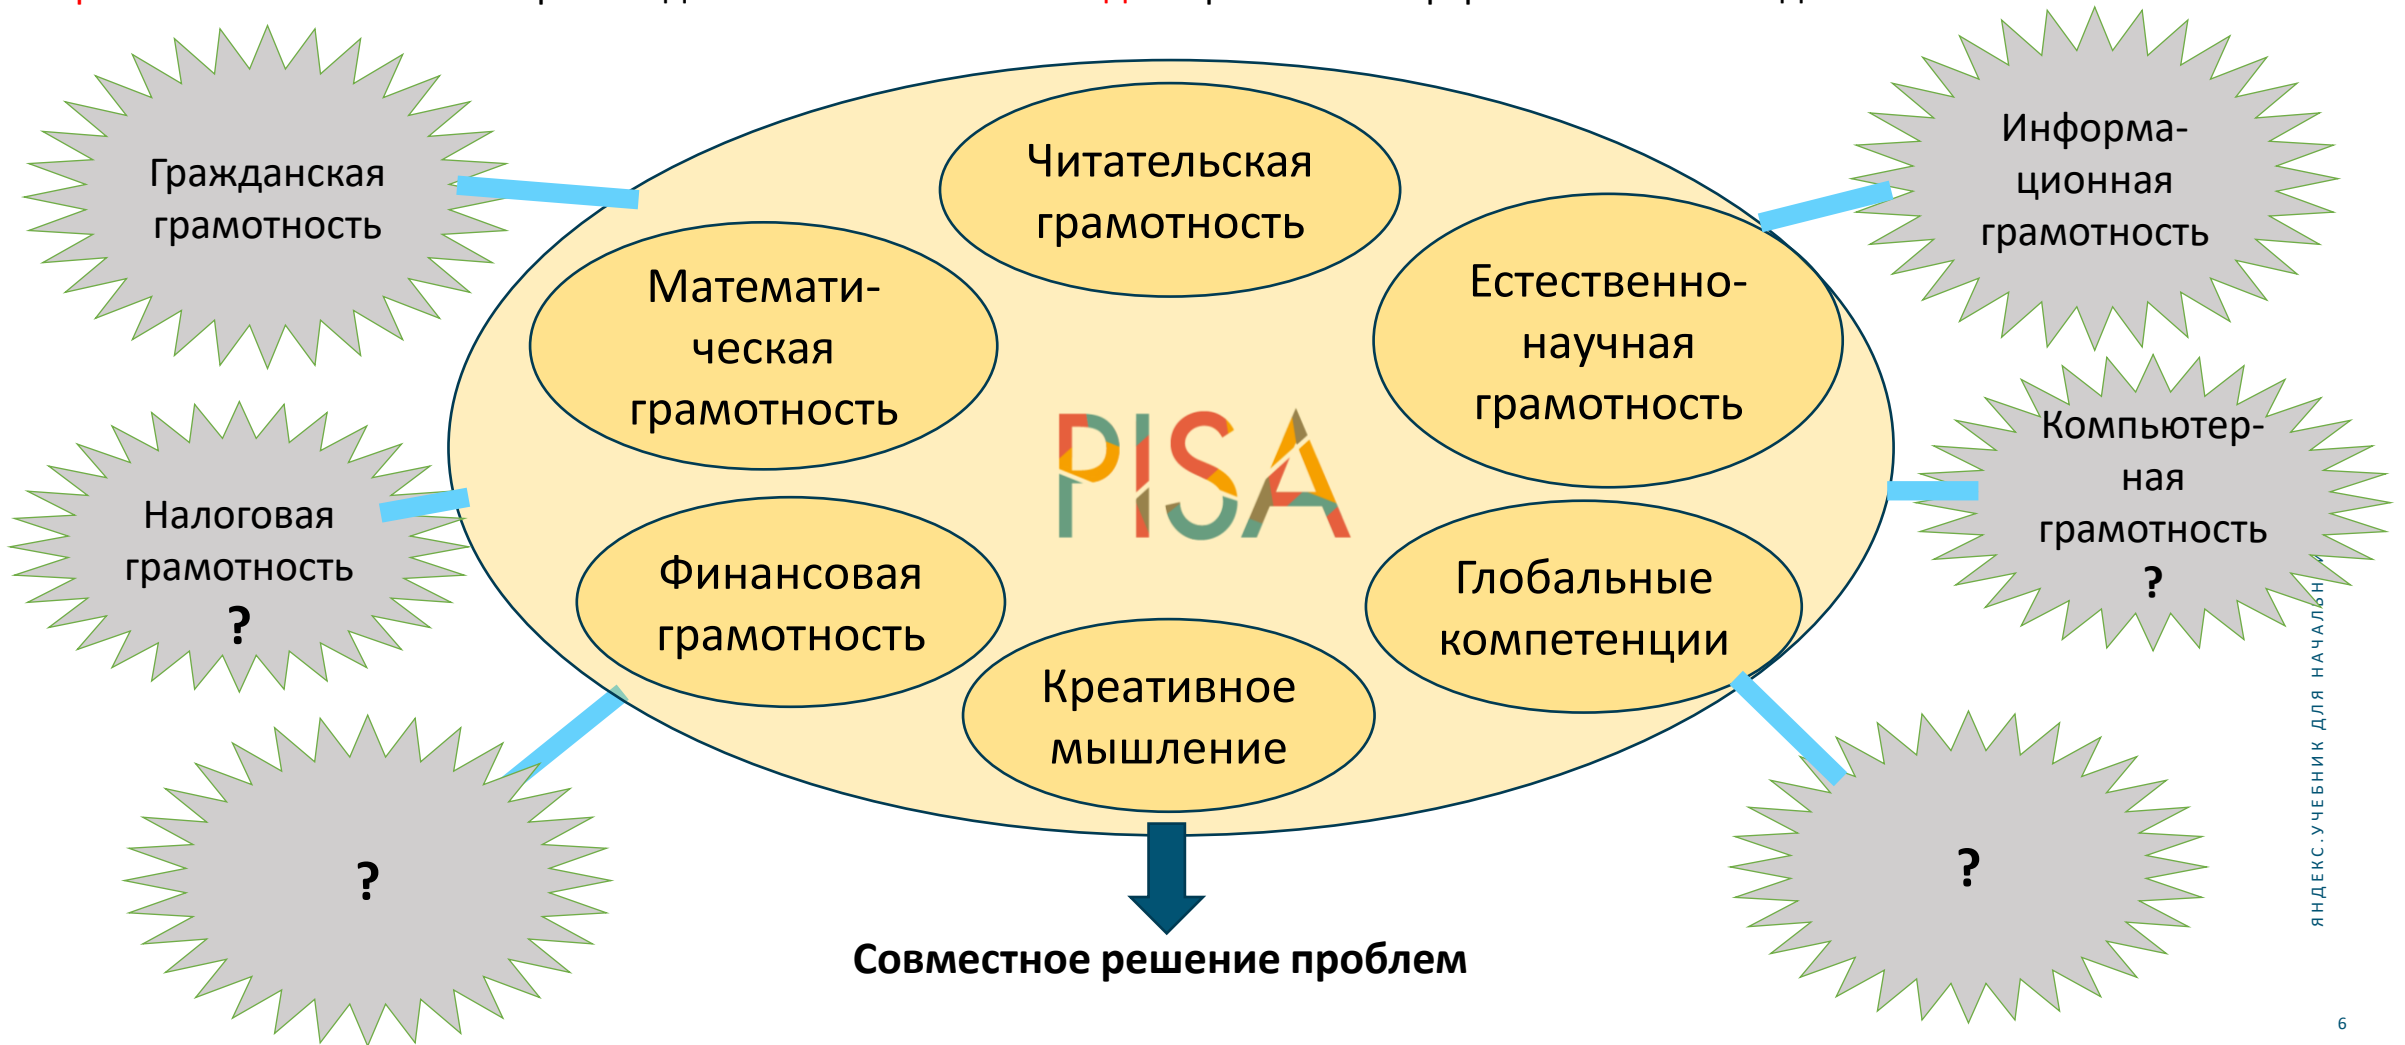 Гражданская
грамотность
Читательская
грамотность
Информа-
ционная
грамотность
Математи-
ческая
грамотность
Естественно-
научная
грамотность
PISA
Компьютер-
ная
грамотность
?
Налоговая
грамотность
?
Финансовая
грамотность
Глобальные
компетенции
Креативное
мышление
?
?
Совместное решение проблем
ЯНДЕКС.УЧЕБНИК ДЛЯ
6